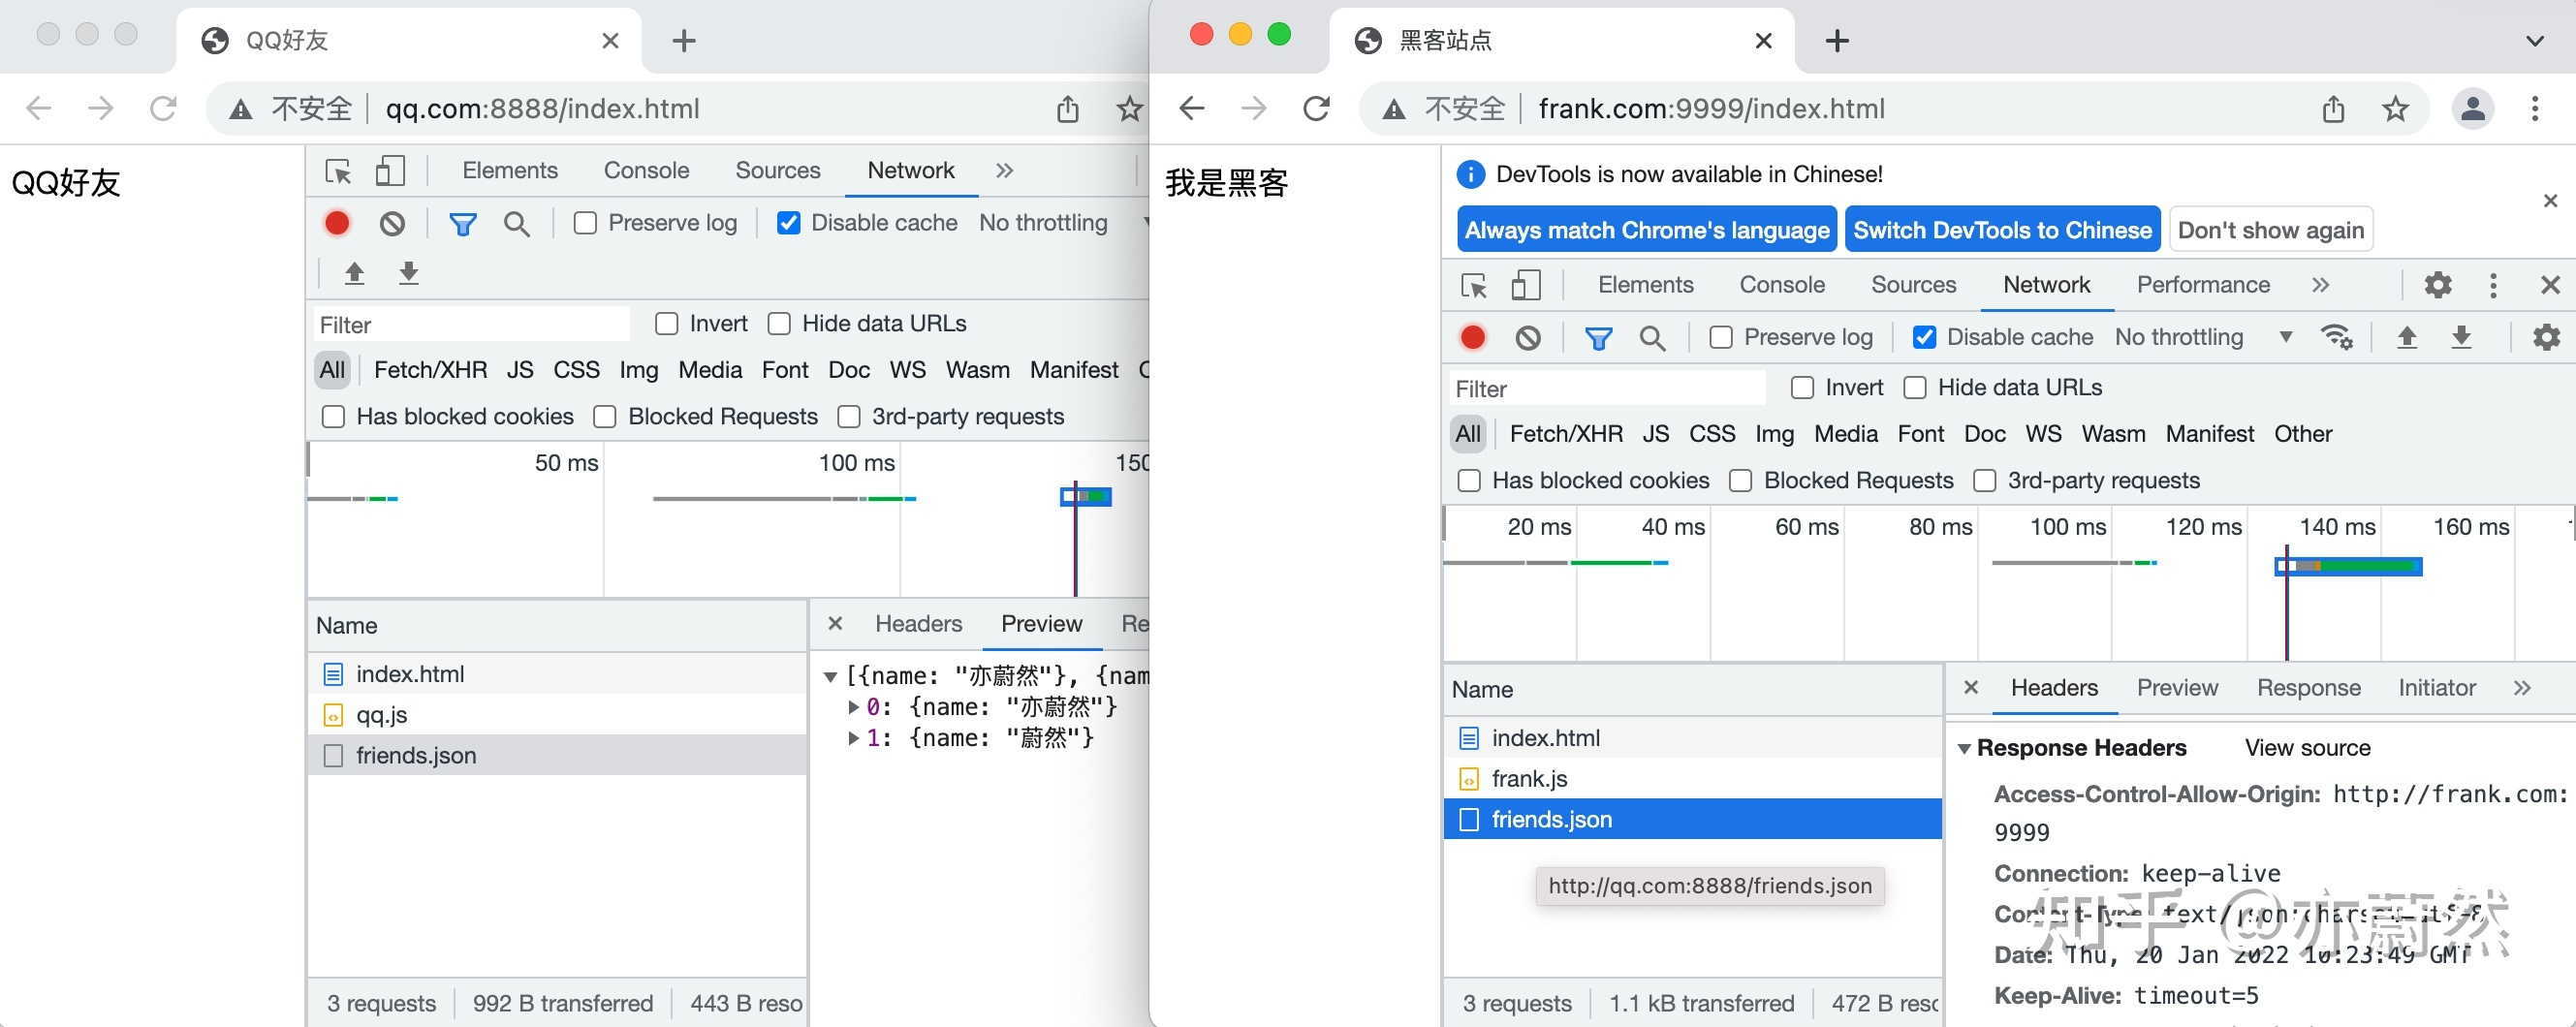 QQ好友
不安全 qq.com:8888/index.html
QQ好友
Elements Console Sources Network
Preserve log Disable cache No throttling
Filter Invert Hide data URLs
All Fetch/XHR JS CSS Img Media Font Doc WS Wasm Manifest
Has blocked cookies Blocked Requests 3rd-party requests
50 ms 100 ms 150
Name
index.html
qq.js
friends.json
Headers Preview Re
[{name: "亦蔚然"}, {nam
0: {name: "亦蔚然"}
1: {name: "蔚然"}
3 requests 992 B transferred 443 B reso
黑客站点
不安全 frank.com:9999/index.html
我是黑客
DevTools is now available in Chinese!
Always match Chrome's language Switch DevTools to Chinese Don't show again
Elements Console Sources Network Performance
Preserve log Disable cache No throttling
Filter Invert Hide data URLs
All Fetch/XHR JS CSS Img Media Font Doc WS Wasm Manifest Other
Has blocked cookies Blocked Requests 3rd-party requests
20 ms 40 ms 60 ms 80 ms 100 ms 120 ms 140 ms 160 ms
Name
index.html
frank.js
friends.json
http://qq.com:8888/friends.json
3 requests 1.1 kB transferred 472 B resc
Headers Preview Response Initiator
Response Headers View source
Access-Control-Allow-Origin: http://frank.com:
9999
Connection: keep-alive
Content-Type: text/json;charset=utf-8
Date: Thu, 20 Jan 2022 10:23:49 GMT
Keep-Alive: timeout=5
知乎 @亦蔚然